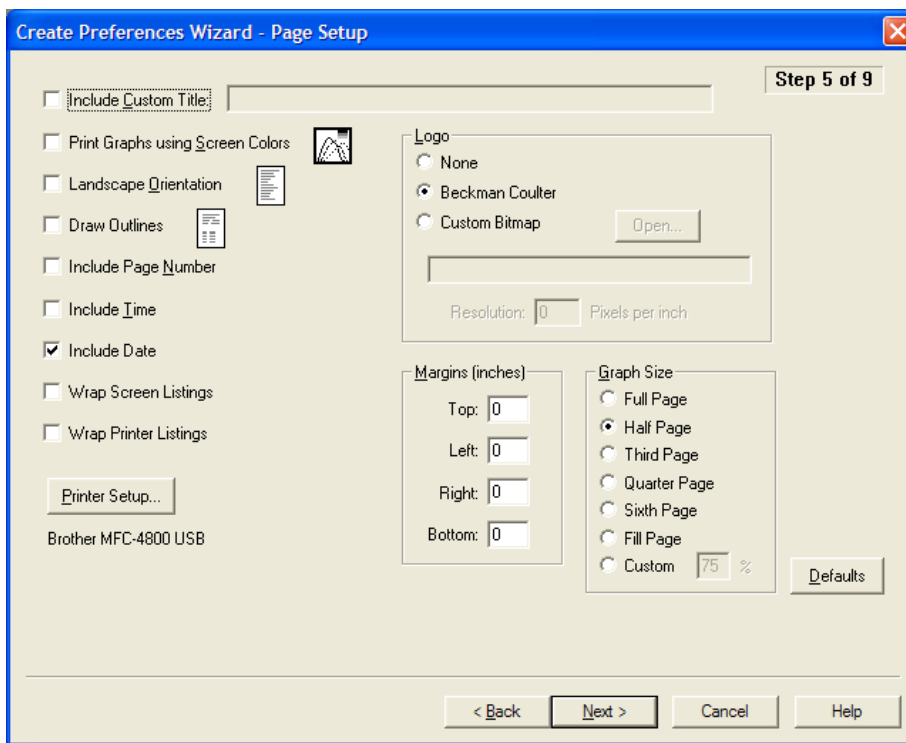 Create Preferences Wizard - Page Setup
Step 5 of 9
Include Custom Title:
Print Graphs using Screen Colors
Landscape Orientation
Draw Outlines
Include Page Number
Include Time
Include Date
Wrap Screen Listings
Wrap Printer Listings
Printer Setup...
Brother MFC-4800 USB
Logo
None
Beckman Coulter
Custom Bitmap
Open...
Resolution: 0 Pixels per inch
Margins (inches)
Top: 0
Left: 0
Right: 0
Bottom: 0
Graph Size
Full Page
Half Page
Third Page
Quarter Page
Sixth Page
Fill Page
Custom 75 %
Defaults
< Back Next > Cancel Help